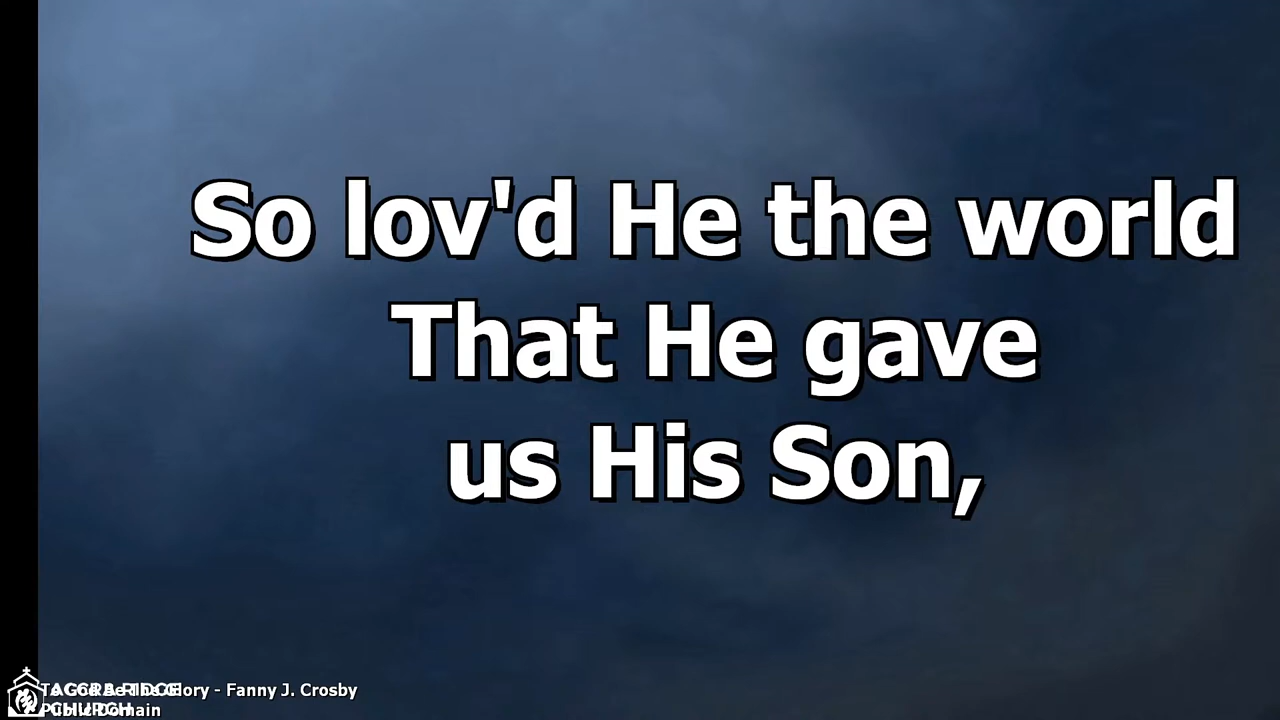 So lov'd He the world
That He gave
us His Son,
To God Be The Glory - Fanny J. Crosby
Public Domain
ACCRA RIDGE
CHURCH